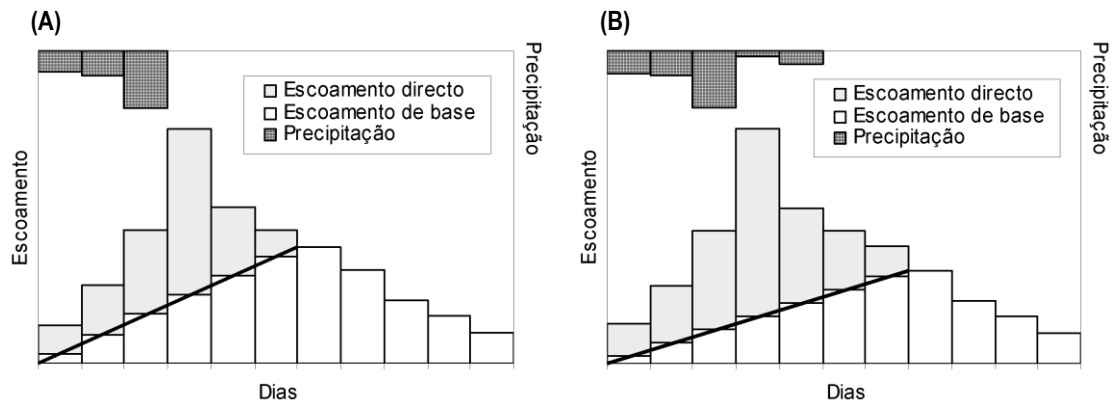 (A)
Escoamento directo
Escoamento de base
Precipitação
Precipitação
Escoamento
Dias
(B)
Escoamento directo
Escoamento de base
Precipitação
Precipitação
Escoamento
Dias